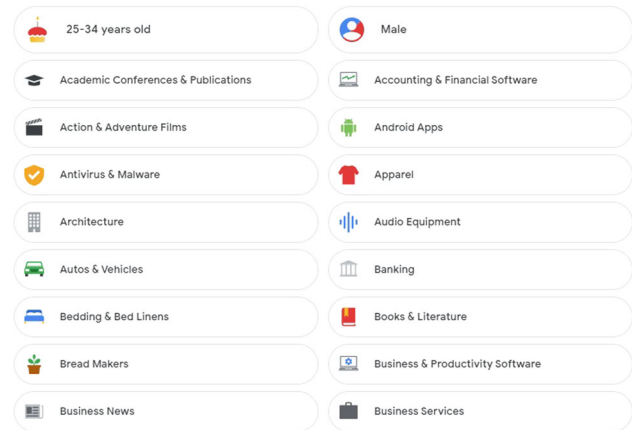 25-34 years old
Male
Academic Conferences & Publications
Accounting & Financial Software
Action & Adventure Films
Android Apps
Antivirus & Malware
Apparel
Architecture
Audio Equipment
Autos & Vehicles
Banking
Bedding & Bed Linens
Books & Literature
Bread Makers
Business & Productivity Software
Business News
Business Services